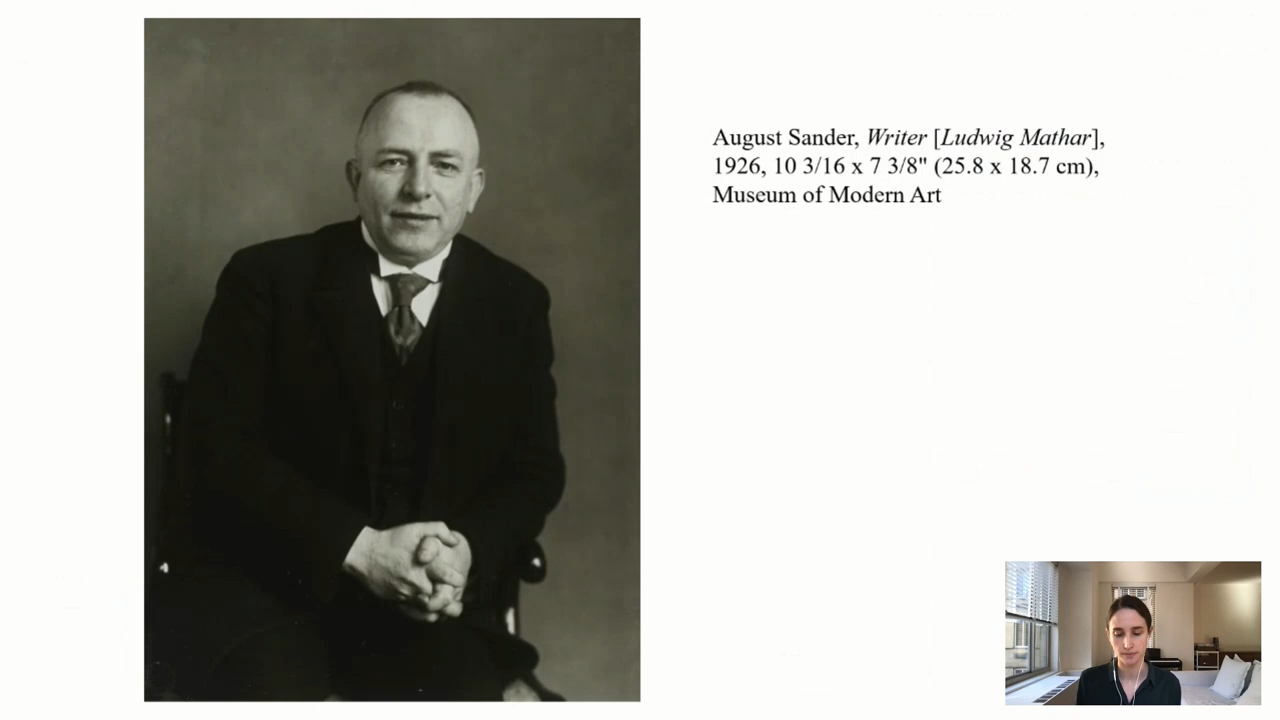 August Sander, Writer [Ludwig Mathar],
1926, 10 3/16 x 7 3/8" (25.8 x 18.7 cm),
Museum of Modern Art